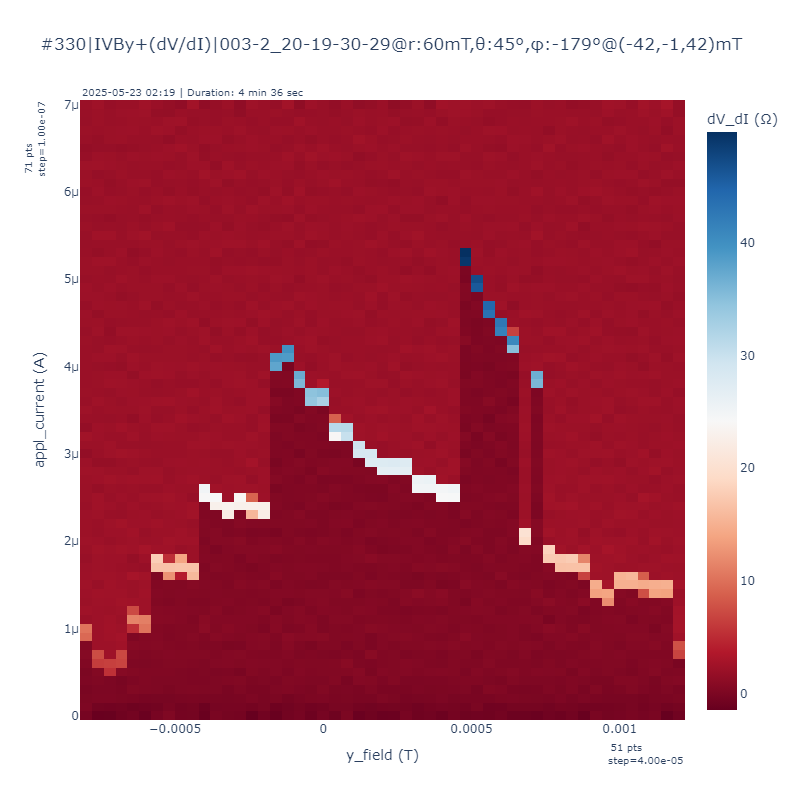 #330|IVBy+(dV/dI)|003-2_20-19-30-29@r:60mT,θ:45°,φ:-179°@(-42,-1,42)mT
2025-05-23 02:19 | Duration: 4 min 36 sec
71 pts
step=1.00e-07
dV_dI (Ω)
7μ
6μ
5μ
4μ
3μ
2μ
1μ
0
appl_current (A)
40
30
20
10
0
−0.0005
0
0.0005
0.001
y_field (T)
51 pts
step=4.00e-05